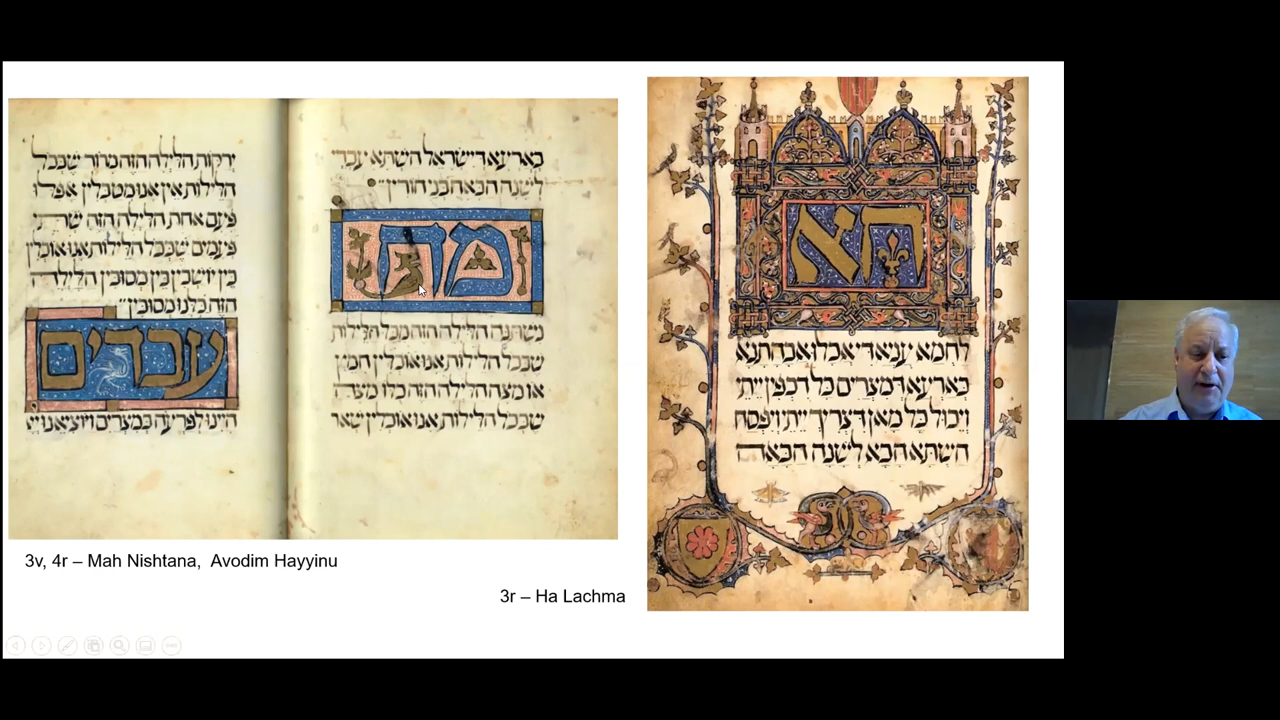 הא
לחמא עניא די אכלו אבהתנא
בארעא דמצרים כל דכפין ייתי
ויכול כל מאן דצריך ייתי ויפסח
השתא הכא לשנה הבאה
בארעא דישראל השתא עבדי
לשנה הבאה בני חורין
מה
נשתנה הלילה הזה מכל הלילות
שבכל הלילות אנו אוכלין חמץ
או מצה הלילה הזה כלו מצה
שבכל הלילות אנו אוכלין שאר
ירקות הלילה הזה מרור שבכל
הלילות אין אנו מטבלין אפלו
פעם אחת הלילה הזה שתי
פעמים שבכל הלילות אנו אוכלין
בין יושבין בין מסובין הלילה
הזה כלנו מסובין
עבדים
היינו לפרעה במצרים ויוציאנו
3v, 4r – Mah Nishtana, Avodim Hayyinu
3r – Ha Lachma